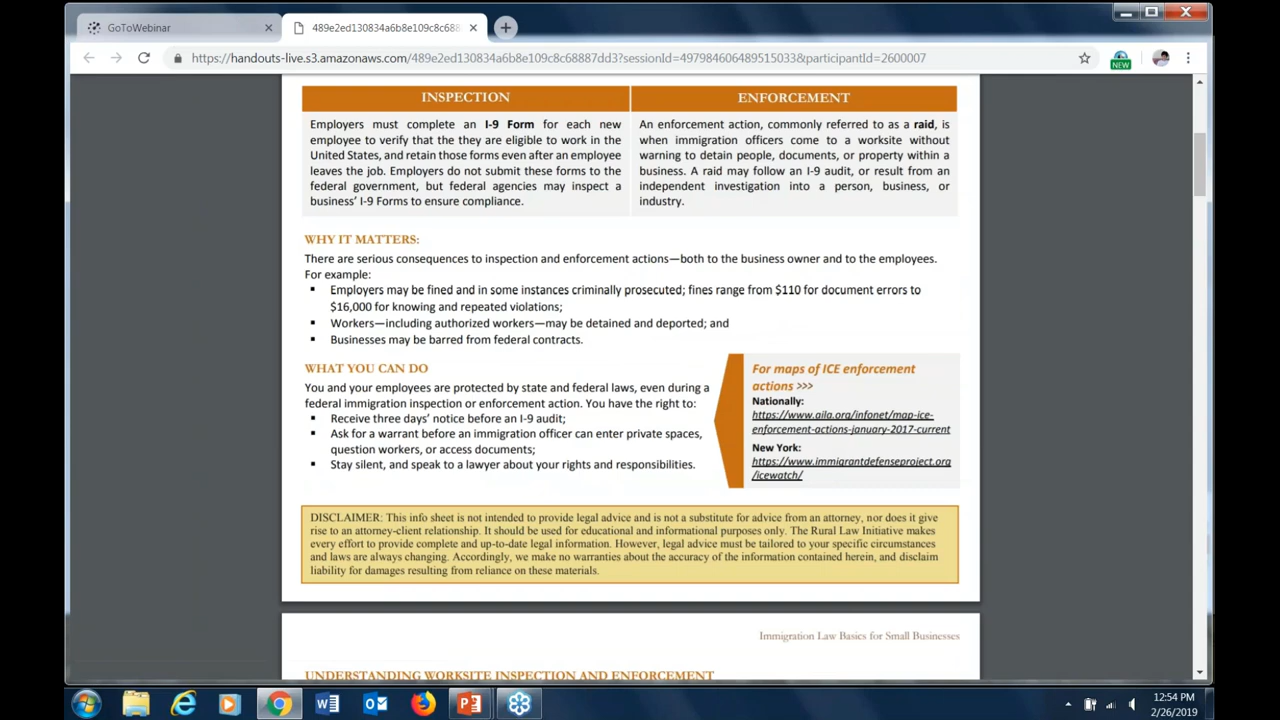 GoToWebinar
489e2ed130834a6b8e109c8c688
https://handouts-live.s3.amazonaws.com/489e2ed130834a6b8e109c8c68887dd3?sessionId=497984606489515033&participantId=2600007
NEW
INSPECTION
Employers must complete an I-9 Form for each new
employee to verify that the they are eligible to work in the
United States, and retain those forms even after an employee
leaves the job. Employers do not submit these forms to the
federal government, but federal agencies may inspect a
business' I-9 Forms to ensure compliance.
ENFORCEMENT
An enforcement action, commonly referred to as a raid, is
when immigration officers come to a worksite without
warning to detain people, documents, or property within a
business. A raid may follow an I-9 audit, or result from an
independent investigation into a person, business, or
industry.
WHY IT MATTERS:
There are serious consequences to inspection and enforcement actions—both to the business owner and to the employees.
For example:
▪ Employers may be fined and in some instances criminally prosecuted; fines range from $110 for document errors to
$16,000 for knowing and repeated violations;
▪ Workers—including authorized workers—may be detained and deported; and
▪ Businesses may be barred from federal contracts.
WHAT YOU CAN DO
You and your employees are protected by state and federal laws, even during a
federal immigration inspection or enforcement action. You have the right to:
▪ Receive three days' notice before an I-9 audit;
▪ Ask for a warrant before an immigration officer can enter private spaces,
question workers, or access documents;
▪ Stay silent, and speak to a lawyer about your rights and responsibilities.
For maps of ICE enforcement
actions >>>
Nationally:
https://www.aila.org/infonet/map-ice-
enforcement-actions-january-2017-current
New York:
https://www.immigrantdefenseproject.org
/icewatch/
DISCLAIMER: This info sheet is not intended to provide legal advice and is not a substitute for advice from an attorney, nor does it give
rise to an attorney-client relationship. It should be used for educational and informational purposes only. The Rural Law Initiative makes
every effort to provide complete and up-to-date legal information. However, legal advice must be tailored to your specific circumstances
and laws are always changing. Accordingly, we make no warranties about the accuracy of the information contained herein, and disclaim
liability for damages resulting from reliance on these materials.
Immigration Law Basics for Small Businesses
UNDERSTANDING WORKSITE INSPECTION AND ENFORCEMENT
12:54 PM
2/26/2019